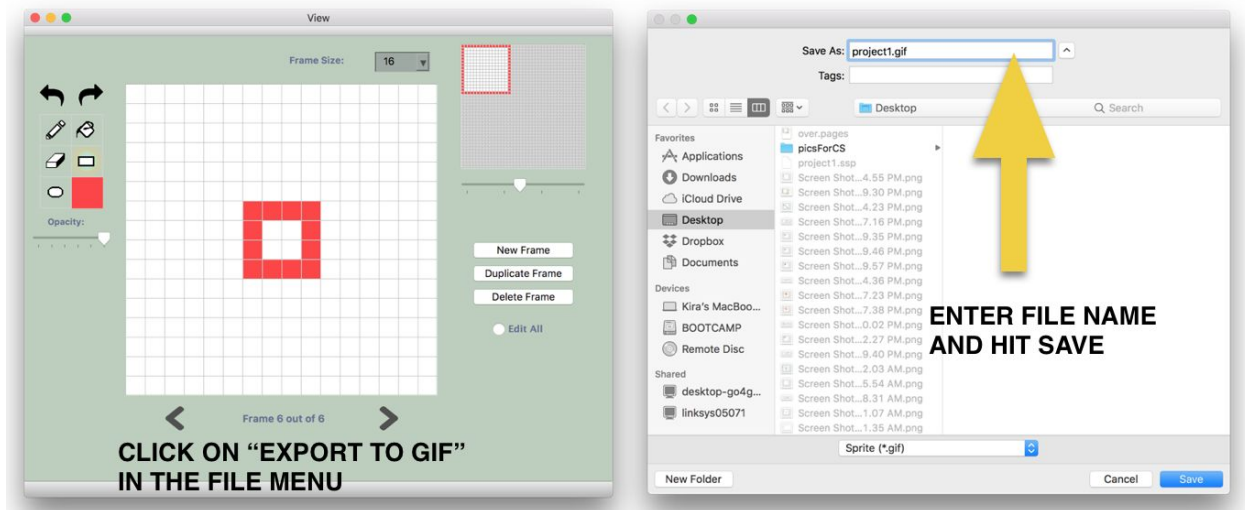 View
Frame Size: 16
Opacity:
New Frame
Duplicate Frame
Delete Frame
Edit All
Frame 6 out of 6
CLICK ON “EXPORT TO GIF”
IN THE FILE MENU
Save As: project1.gif
Tags:
Desktop
Search
Favorites
Applications
Downloads
iCloud Drive
Desktop
Dropbox
Documents
Devices
Kira's MacBoo...
BOOTCAMP
Remote Disc
Shared
desktop-go4g...
linksys05071
over.pages
picsForCS
project1.ssp
Screen Shot...4.55 PM.png
Screen Shot...9.30 PM.png
Screen Shot...4.23 PM.png
Screen Shot...7.16 PM.png
Screen Shot...9.35 PM.png
Screen Shot...9.46 PM.png
Screen Shot...9.57 PM.png
Screen Shot...4.36 PM.png
Screen Shot...7.23 PM.png
Screen Shot...7.38 PM.png
Screen Shot...0.02 PM.png
Screen Shot...2.27 PM.png
Screen Shot...9.40 PM.png
Screen Shot...2.03 AM.png
Screen Shot...5.54 AM.png
Screen Shot...8.31 AM.png
Screen Shot...1.07 AM.png
Screen Shot...1.35 AM.png
ENTER FILE NAME
AND HIT SAVE
Sprite (*.gif)
New Folder
Cancel
Save